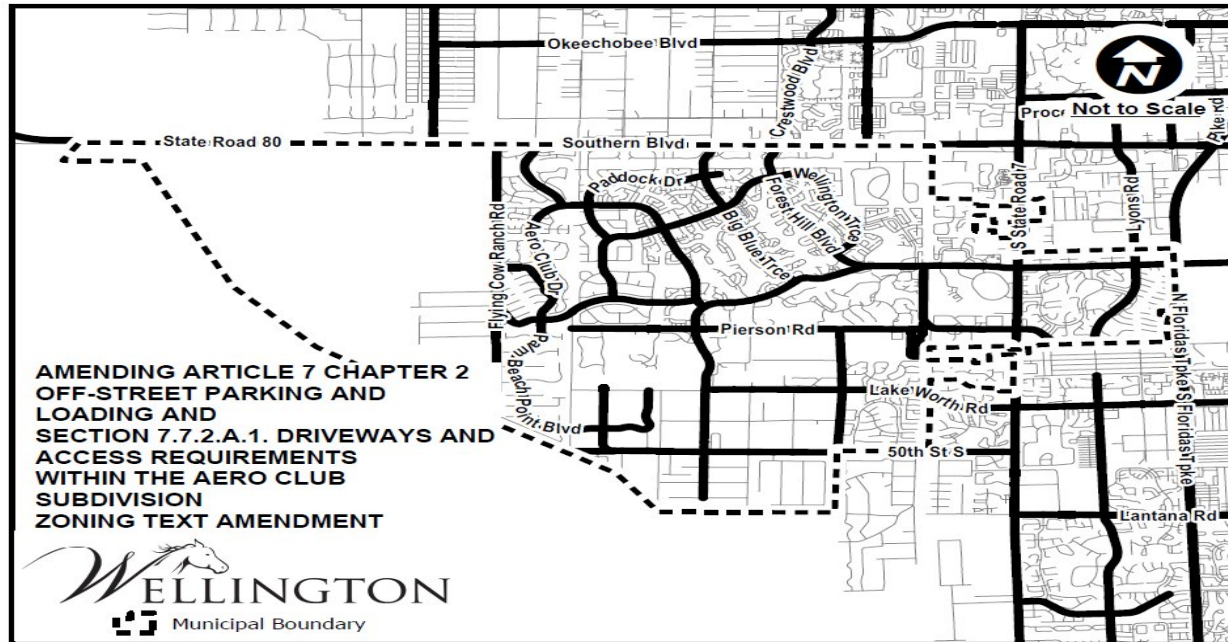 Okeechobee Blvd
Crestwood Blvd
N
Not to Scale
State Road 80
Southern Blvd
S State Road 7
Lyons Rd
Paddock Dr
Wellington Trce
Forest Hill Blvd
Big Blue Trce
Aero Club Dr
Flying Cow Ranch Rd
Pierson Rd
N Floridas Tpke
S Floridas Tpke
Palm Beach Point Blvd
Lake Worth Rd
50th St S
Lantana Rd
AMENDING ARTICLE 7 CHAPTER 2
OFF-STREET PARKING AND
LOADING AND
SECTION 7.7.2.A.1. DRIVEWAYS AND
ACCESS REQUIREMENTS
WITHIN THE AERO CLUB
SUBDIVISION
ZONING TEXT AMENDMENT
WELLINGTON
Municipal Boundary